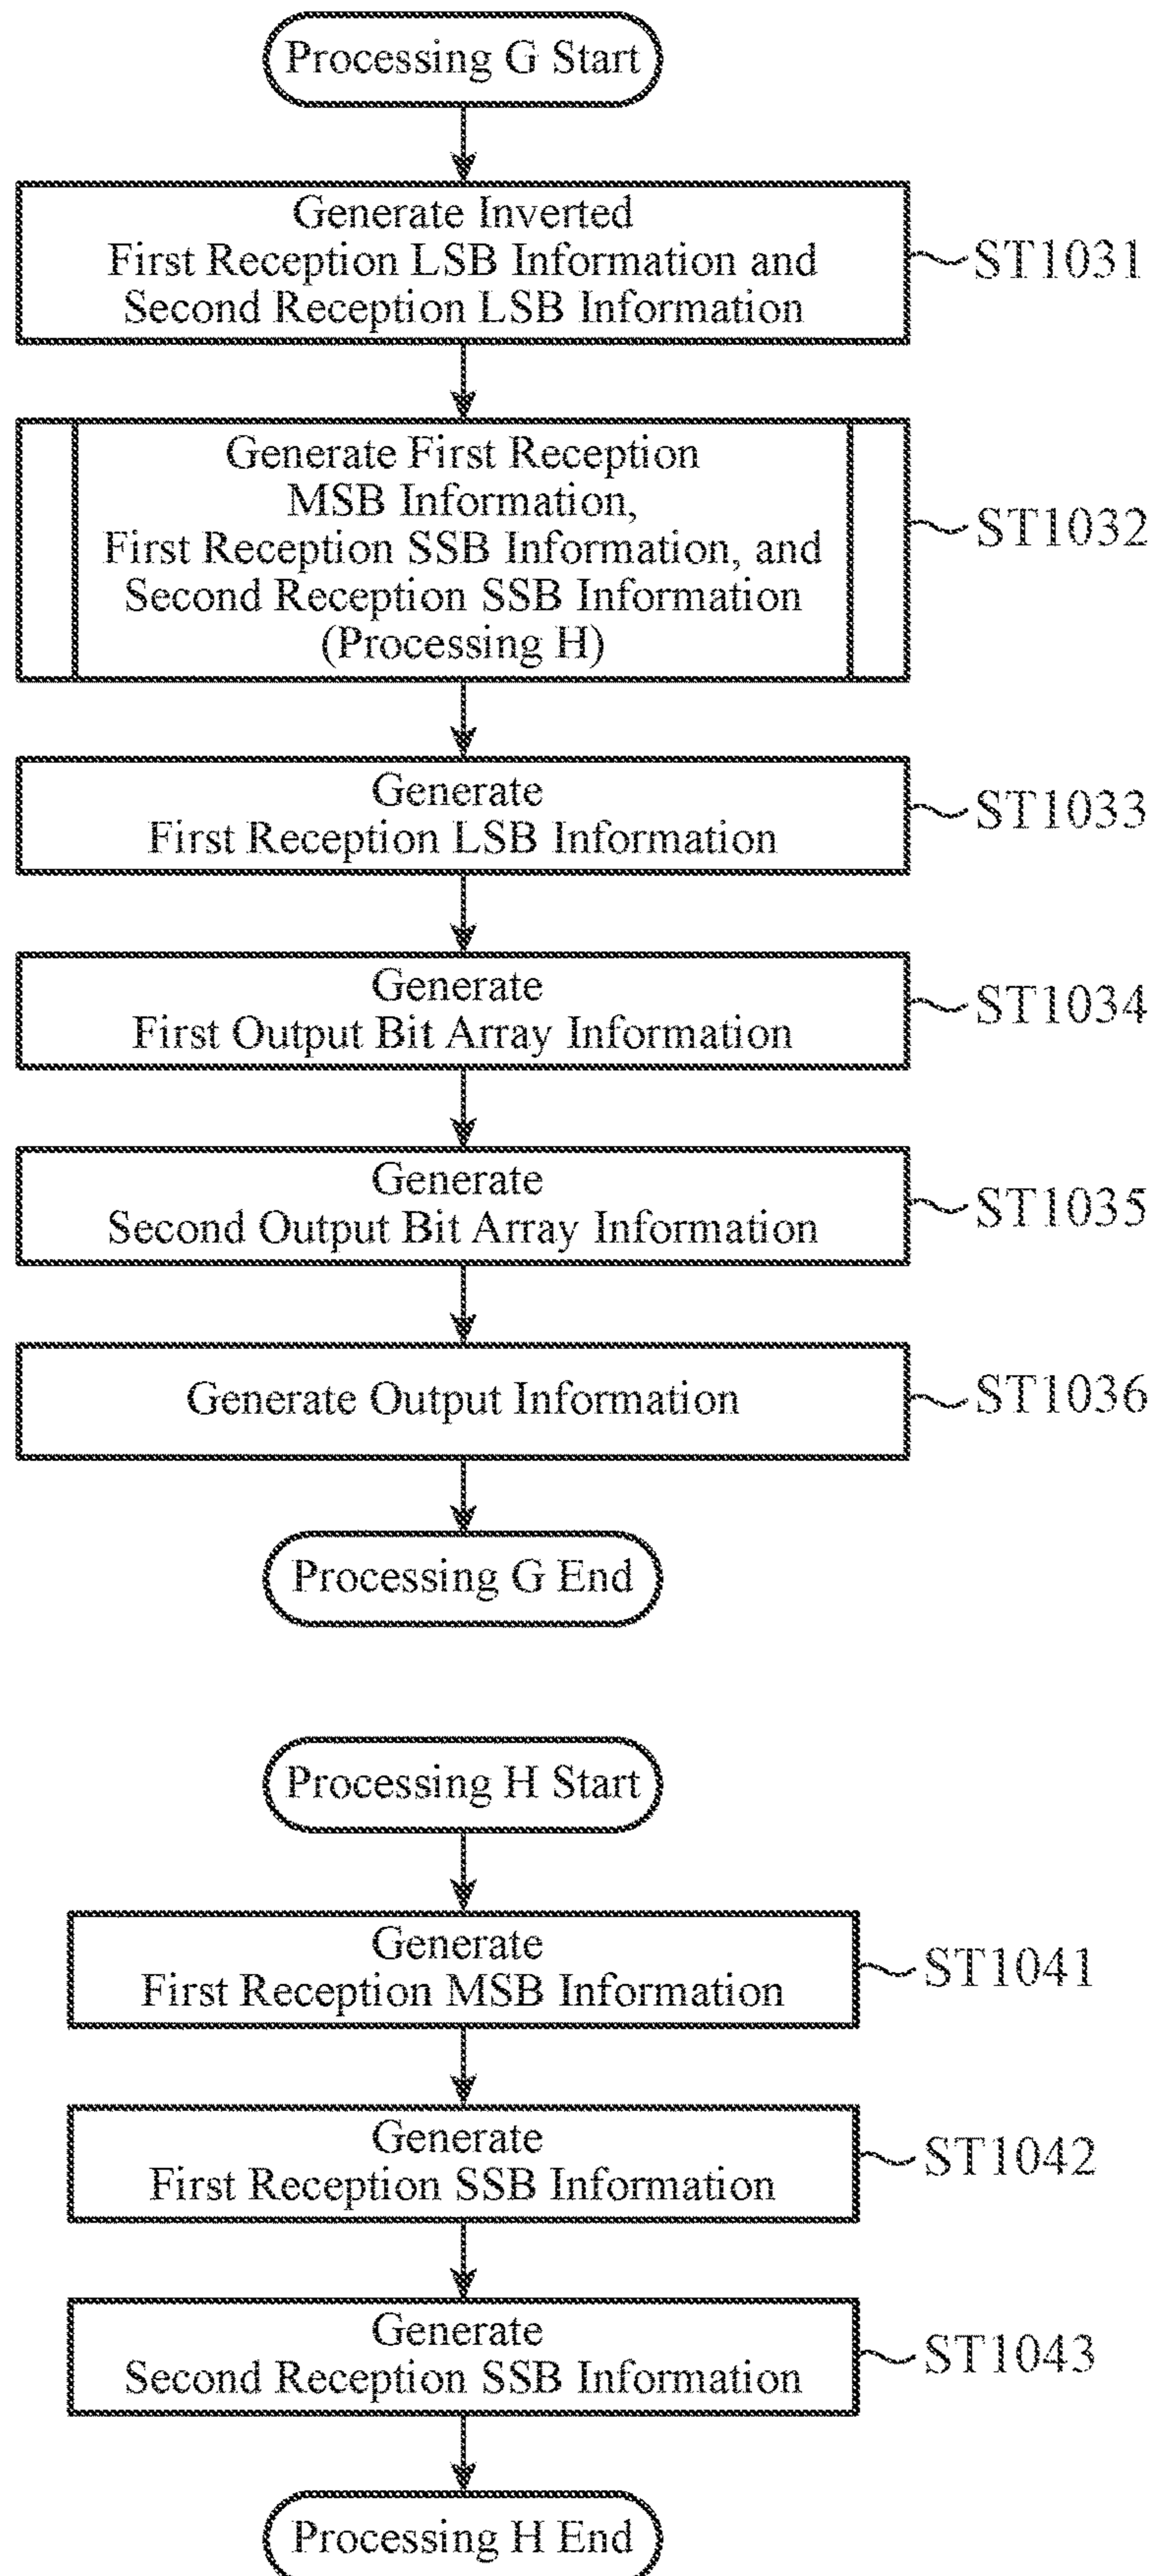 Processing G Start
Generate Inverted
First Reception LSB Information and
Second Reception LSB Information
ST1031
Generate First Reception
MSB Information,
First Reception SSB Information, and
Second Reception SSB Information
(Processing H)
ST1032
Generate
First Reception LSB Information
ST1033
Generate
First Output Bit Array Information
ST1034
Generate
Second Output Bit Array Information
ST1035
Generate Output Information
ST1036
Processing G End
Processing H Start
Generate
First Reception MSB Information
ST1041
Generate
First Reception SSB Information
ST1042
Generate
Second Reception SSB Information
ST1043
Processing H End